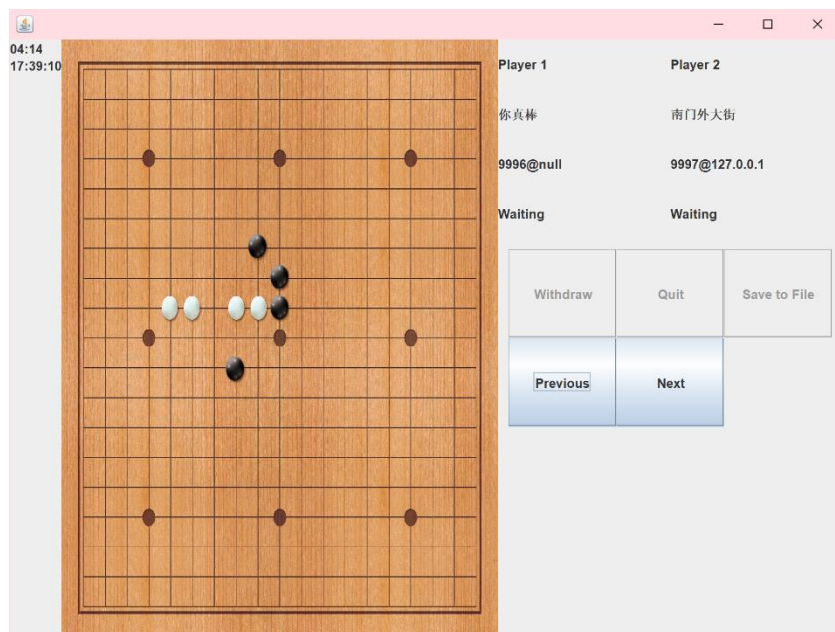 04:14
17:39:10
Player 1 Player 2
你真棒 南门外大街
9996@null 9997@127.0.0.1
Waiting Waiting
Withdraw Quit Save to File
Previous Next